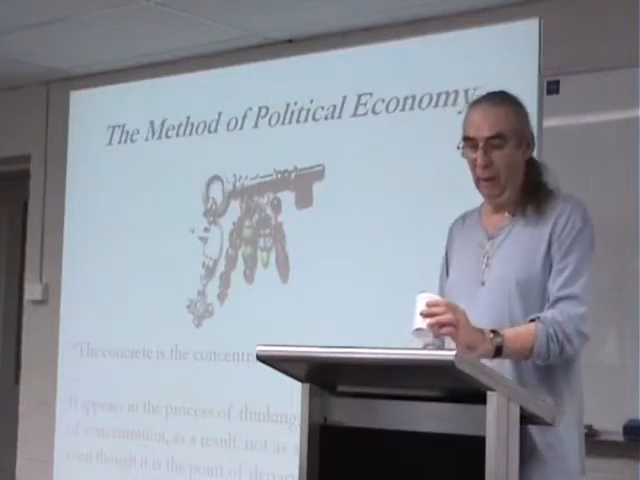 The Method of Political Economy
"The concrete is the concentr
It appears in the process of thinking
of concentration, as a result, not as a
even though it is the point of depart